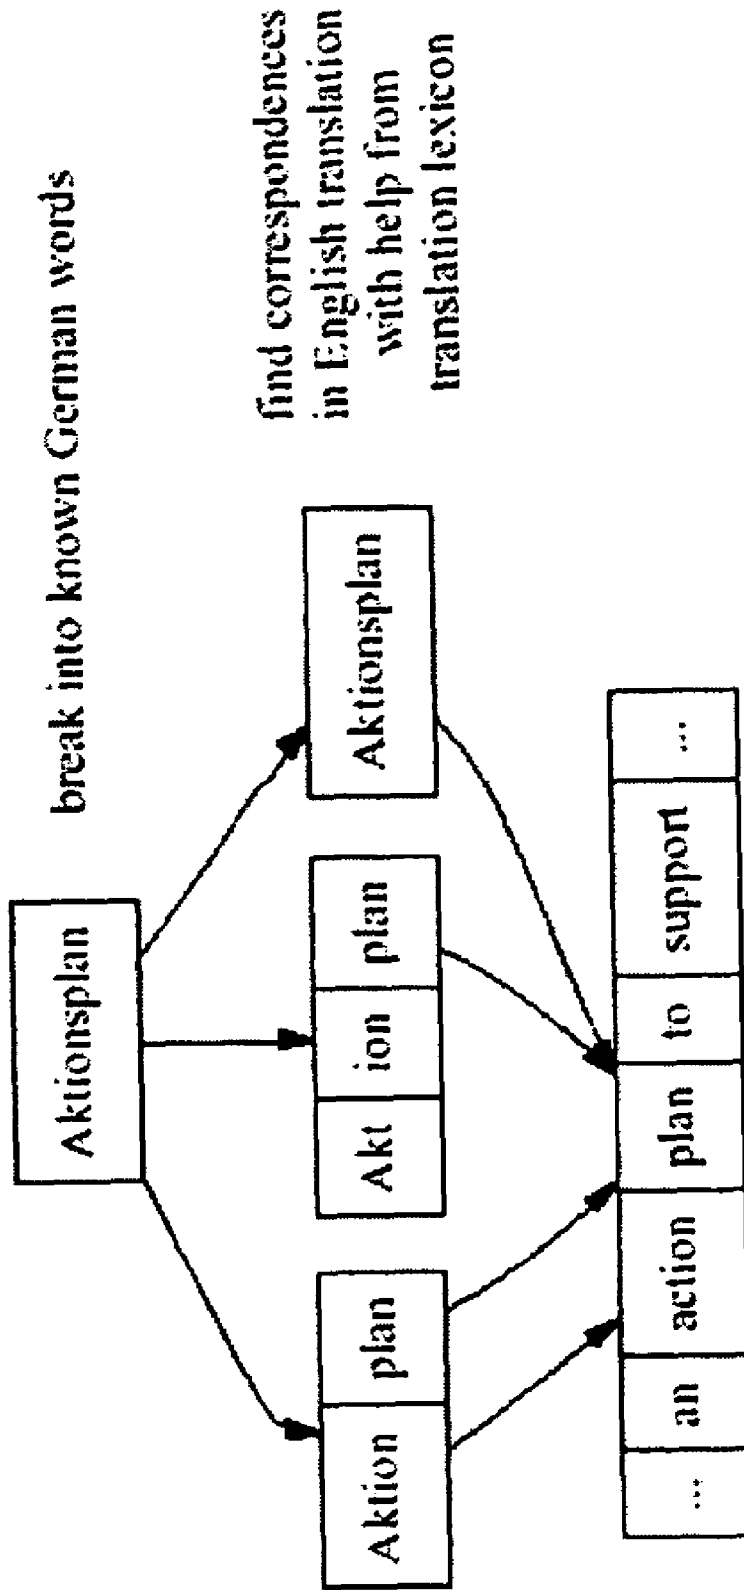 Aktionsplan
break into known German words
Aktion plan
Akt ion plan
Aktionsplan
find correspondences
in English translation
with help from
translation lexicon
... an action plan to support ...